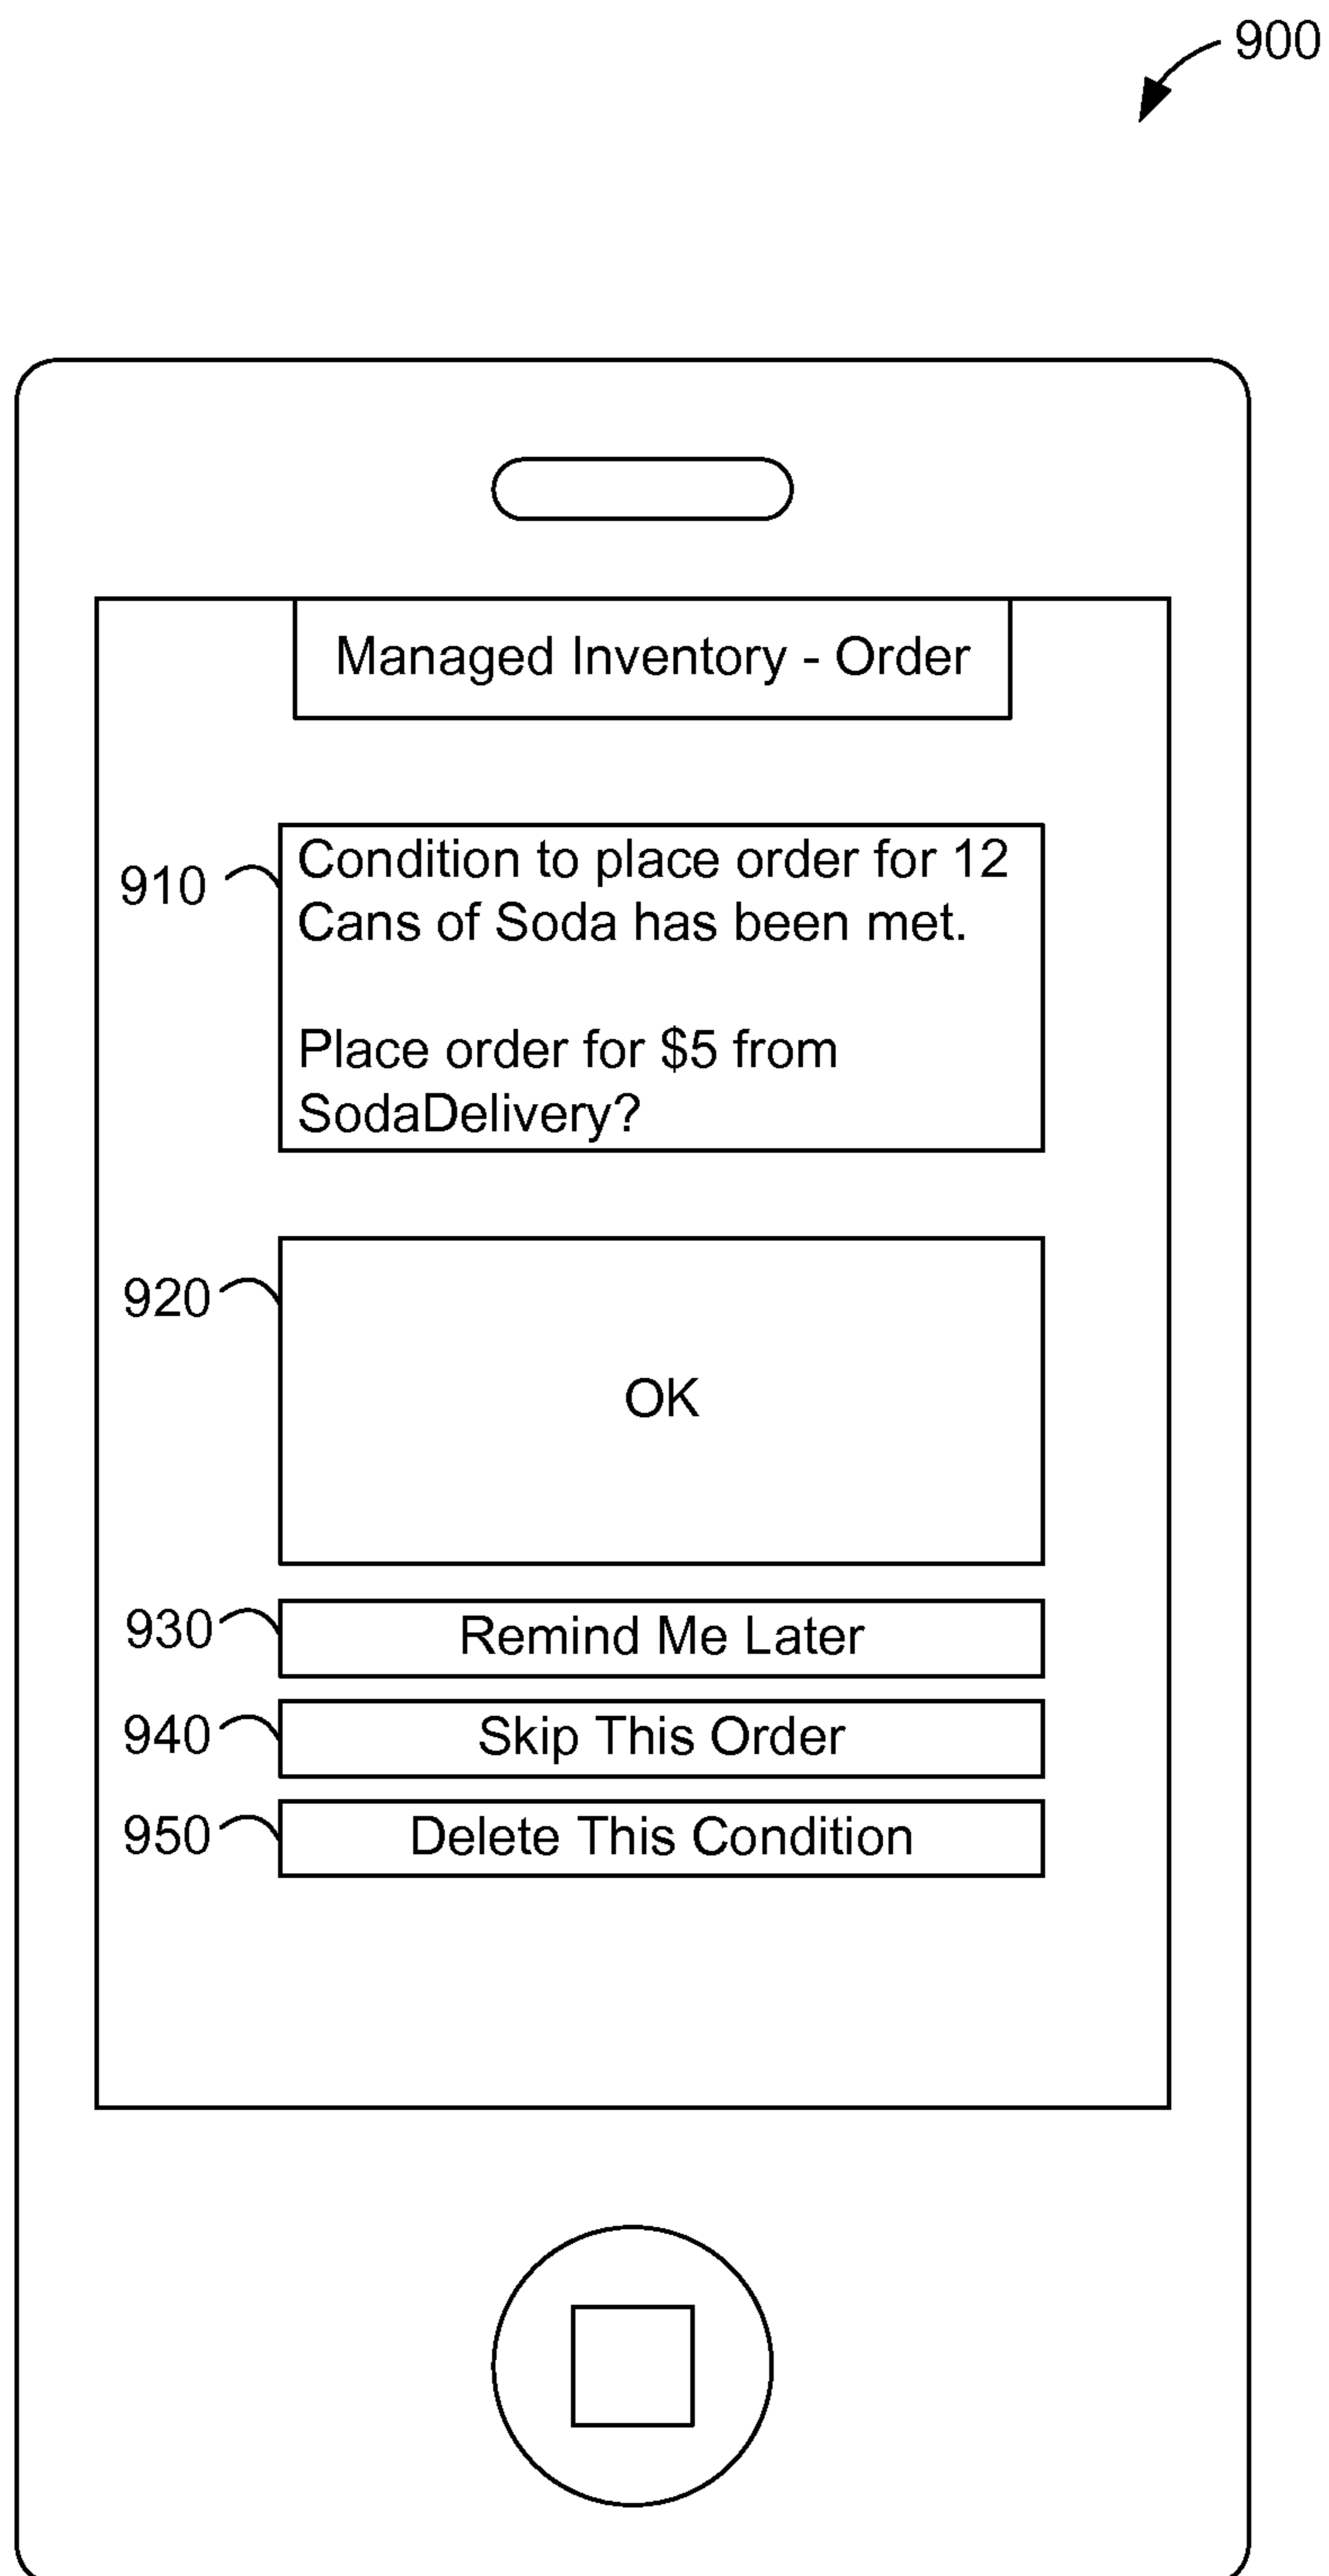 900
Managed Inventory - Order
910
Condition to place order for 12
Cans of Soda has been met.
Place order for $5 from
SodaDelivery?
920
OK
930
Remind Me Later
940
Skip This Order
950
Delete This Condition